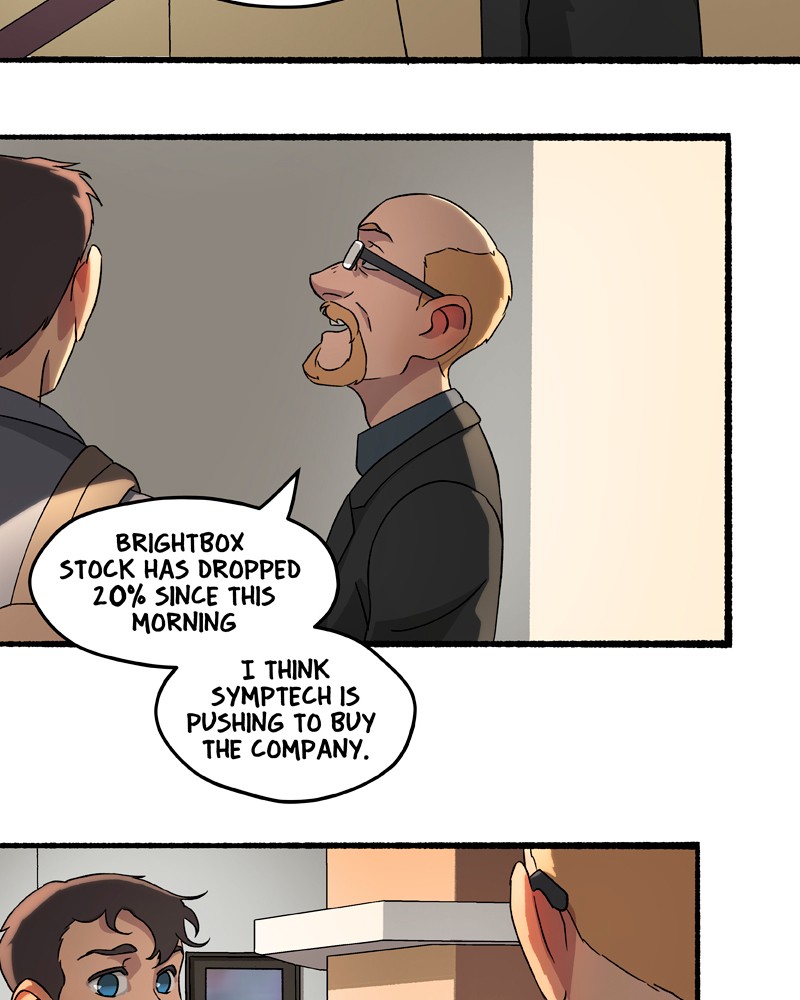 BRIGHTBOX
STOCK HAS DROPPED
20% SINCE THIS
MORNING
I THINK
SYMPTECH IS
PUSHING TO BUY
THE COMPANY.